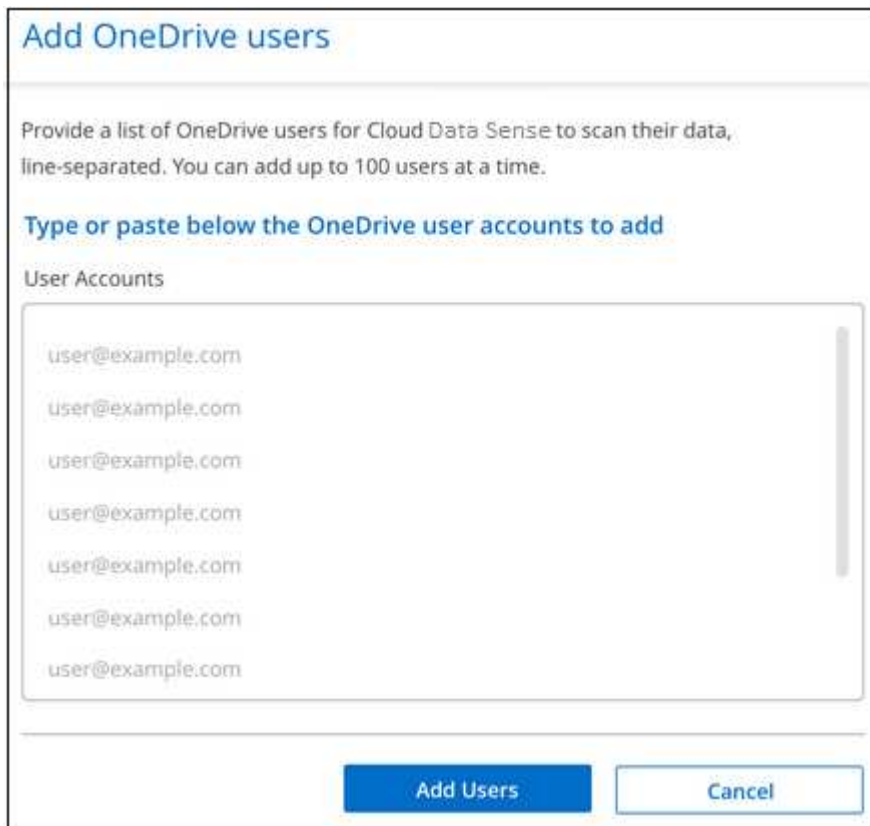 Add OneDrive users
Provide a list of OneDrive users for Cloud Data Sense to scan their data,
line-separated. You can add up to 100 users at a time.
Type or paste below the OneDrive user accounts to add
User Accounts
user@example.com
user@example.com
user@example.com
user@example.com
user@example.com
user@example.com
user@example.com
Add Users
Cancel